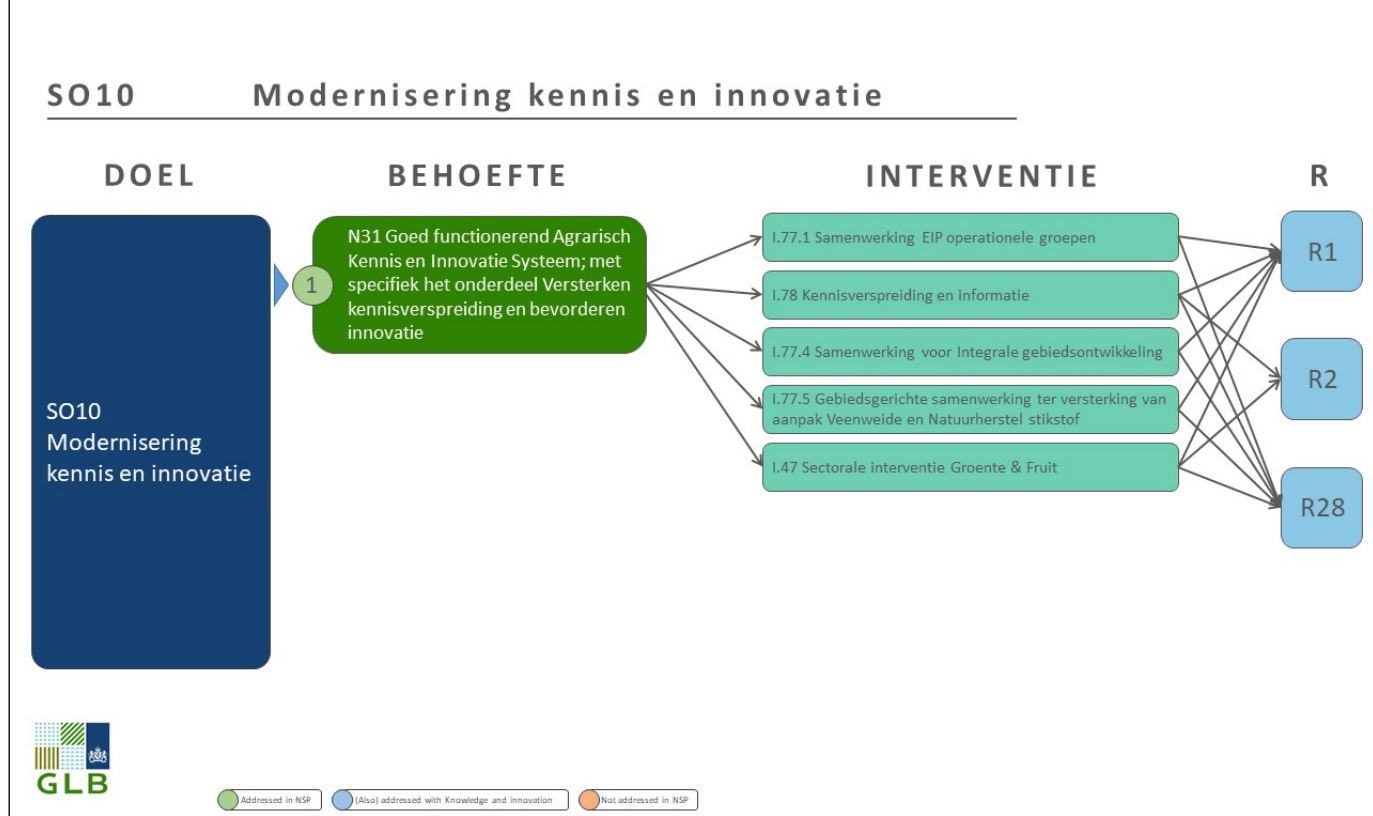 SO10 Modernisering kennis en innovatie
DOEL BEHOEFTE INTERVENTIE R
SO10
Modernisering
kennis en innovatie
1
N31 Goed functionerend Agrarisch
Kennis en Innovatie Systeem; met
specifiek het onderdeel Versterken
kennisverspreiding en bevorderen
innovatie
I.77.1 Samenwerking EIP operationele groepen
I.78 Kennisverspreiding en informatie
I.77.4 Samenwerking voor Integrale gebiedsontwikkeling
I.77.5 Gebiedsgerichte samenwerking ter versterking van
aanpak Veenweide en Natuurherstel stikstof
I.47 Sectorale interventie Groente & Fruit
R1
R2
R28
GLB
Addressed in NSP
(Also) addressed with Knowledge and innovation
Not addressed in NSP